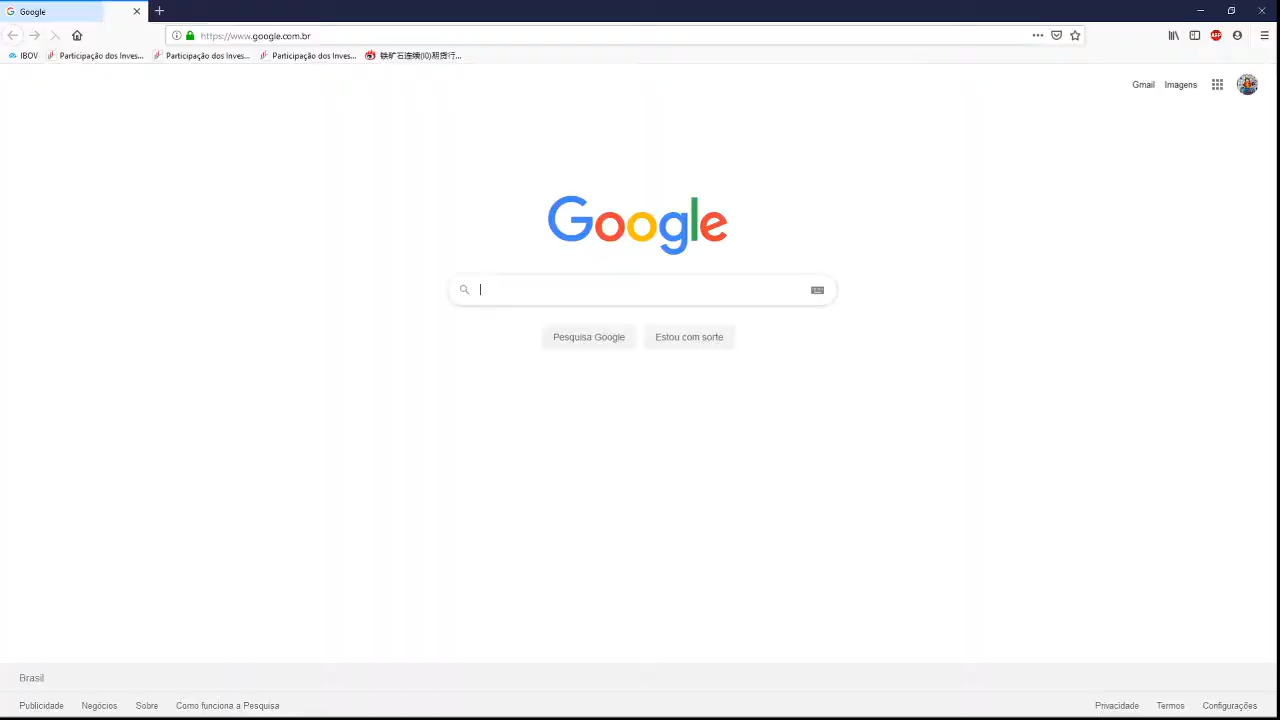 Google
https://www.google.com.br
IBOV Participação dos Inves... Participação dos Inves... Participação dos Inves... 铁矿石连续(I0)期货行...
Gmail Imagens
Google
Pesquisa Google Estou com sorte
Brasil
Publicidade Negócios Sobre Como funciona a Pesquisa Privacidade Termos Configurações